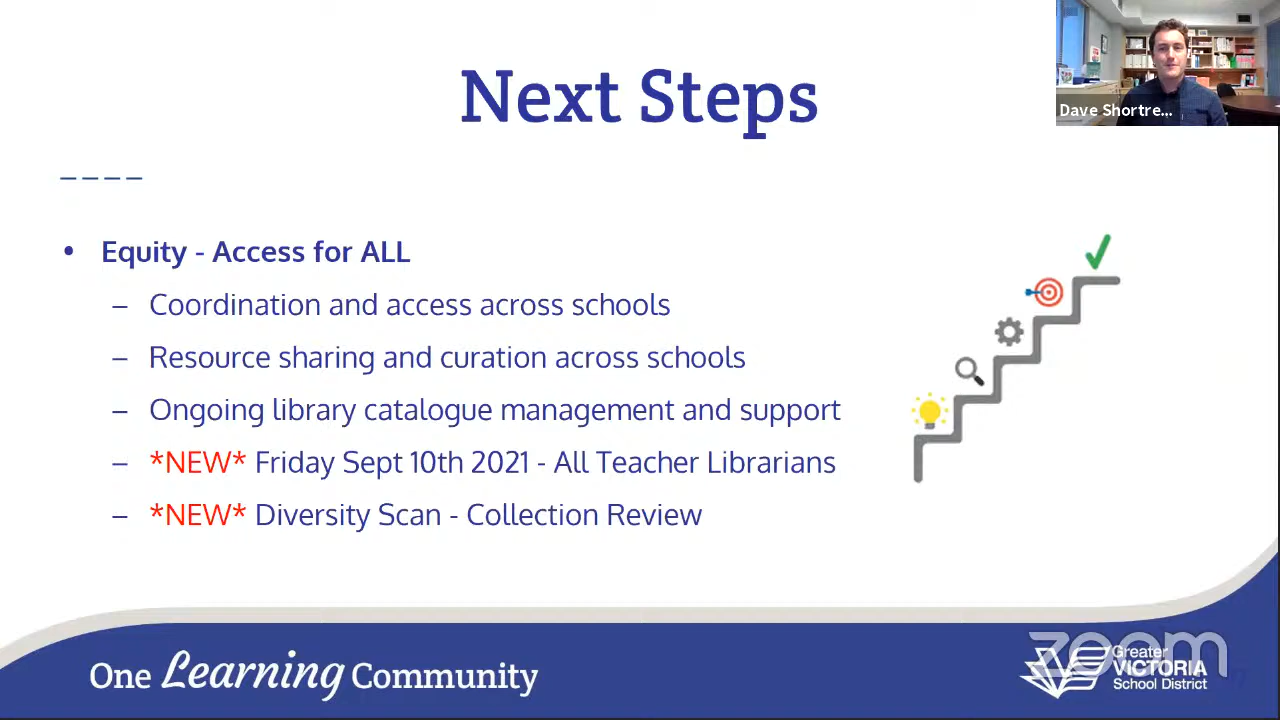 Next Steps
Dave Shortre...
• Equity - Access for ALL
– Coordination and access across schools
– Resource sharing and curation across schools
– Ongoing library catalogue management and support
– *NEW* Friday Sept 10th 2021 - All Teacher Librarians
– *NEW* Diversity Scan - Collection Review
One Learning Community
zoom
Greater
VICTORIA
School District